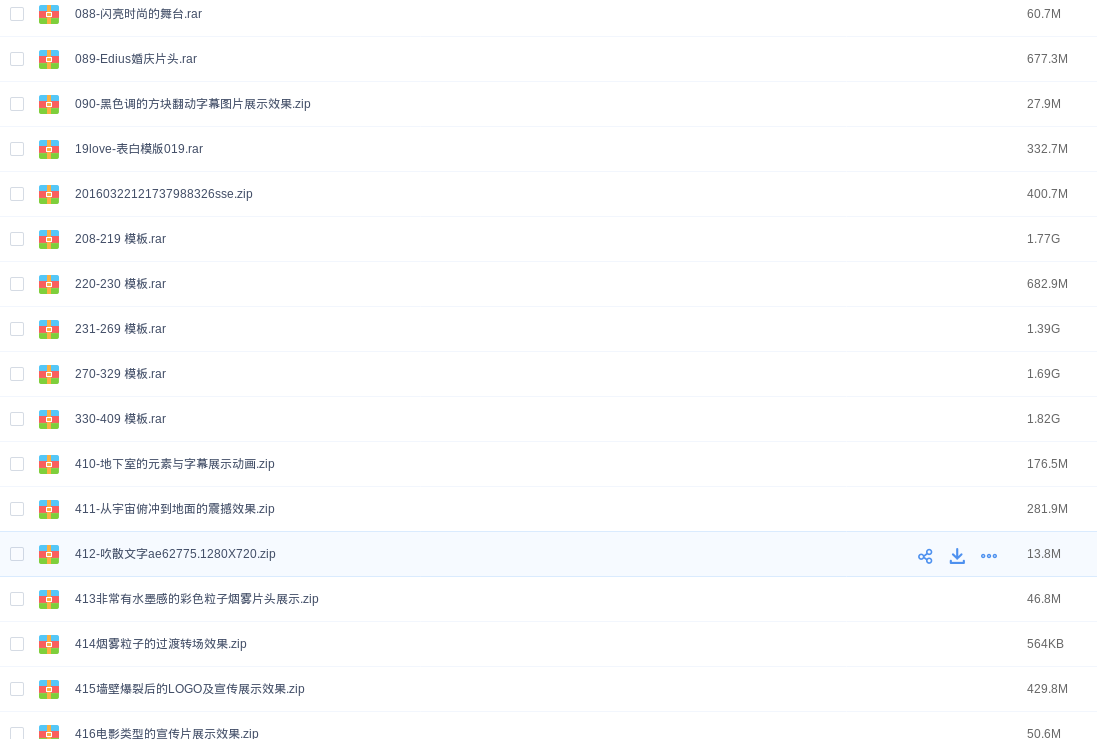 088-闪亮时尚的舞台.rar 60.7M
089-Edius婚庆片头.rar 677.3M
090-黑色调的方块翻动字幕图片展示效果.zip 27.9M
19love-表白模版019.rar 332.7M
20160322121737988326sse.zip 400.7M
208-219 模板.rar 1.77G
220-230 模板.rar 682.9M
231-269 模板.rar 1.39G
270-329 模板.rar 1.69G
330-409 模板.rar 1.82G
410-地下室的元素与字幕展示动画.zip 176.5M
411-从宇宙俯冲到地面的震撼效果.zip 281.9M
412-吹散文字ae62775.1280X720.zip 13.8M
413非常有水墨感的彩色粒子烟雾片头展示.zip 46.8M
414烟雾粒子的过渡转场效果.zip 564KB
415墙壁爆裂后的LOGO及宣传展示效果.zip 429.8M
416电影类型的宣传片展示效果.zip 50.6M